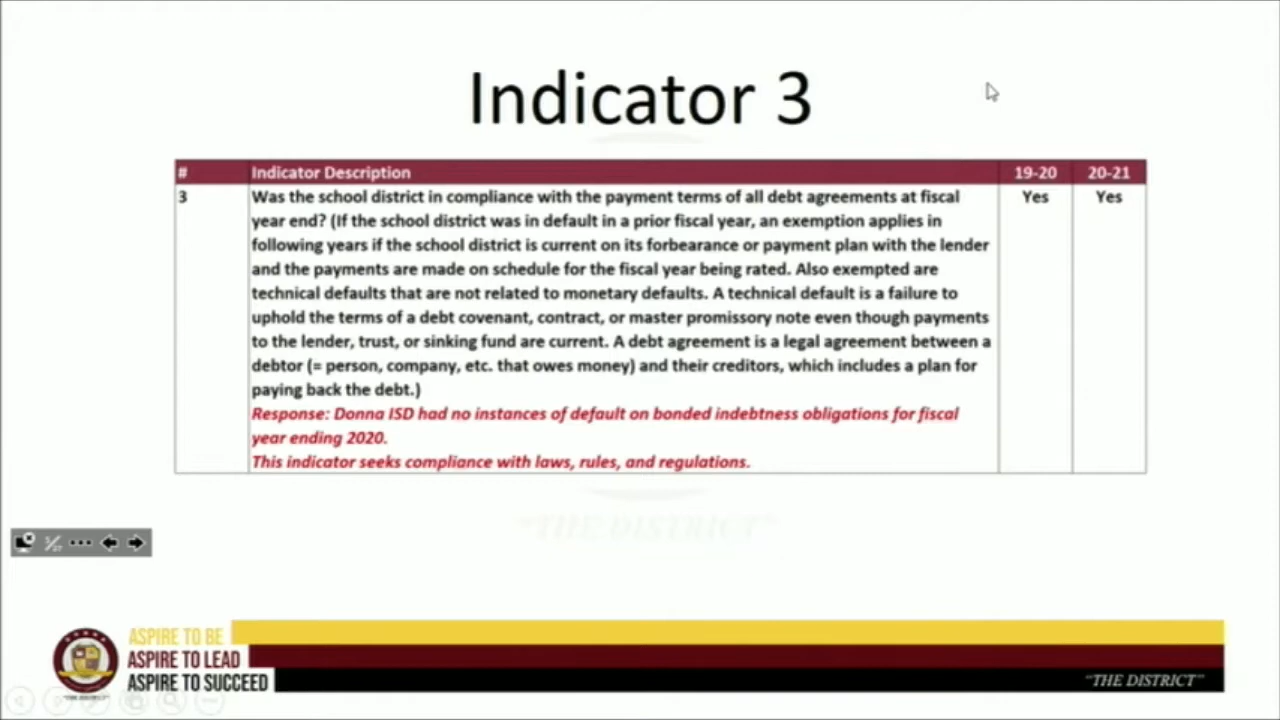 Indicator 3
# Indicator Description 19-20 20-21
3 Was the school district in compliance with the payment terms of all debt agreements at fiscal Yes Yes
year end? (If the school district was in default in a prior fiscal year, an exemption applies in
following years if the school district is current on its forbearance or payment plan with the lender
and the payments are made on schedule for the fiscal year being rated. Also exempted are
technical defaults that are not related to monetary defaults. A technical default is a failure to
uphold the terms of a debt covenant, contract, or master promissory note even though payments
to the lender, trust, or sinking fund are current. A debt agreement is a legal agreement between a
debtor (= person, company, etc. that owes money) and their creditors, which includes a plan for
paying back the debt.)
Response: Donna ISD had no instances of default on bonded indebtness obligations for fiscal
year ending 2020.
This indicator seeks compliance with laws, rules, and regulations.
"THE DISTRICT"
ASPIRE TO BE
ASPIRE TO LEAD
ASPIRE TO SUCCEED
"THE DISTRICT"